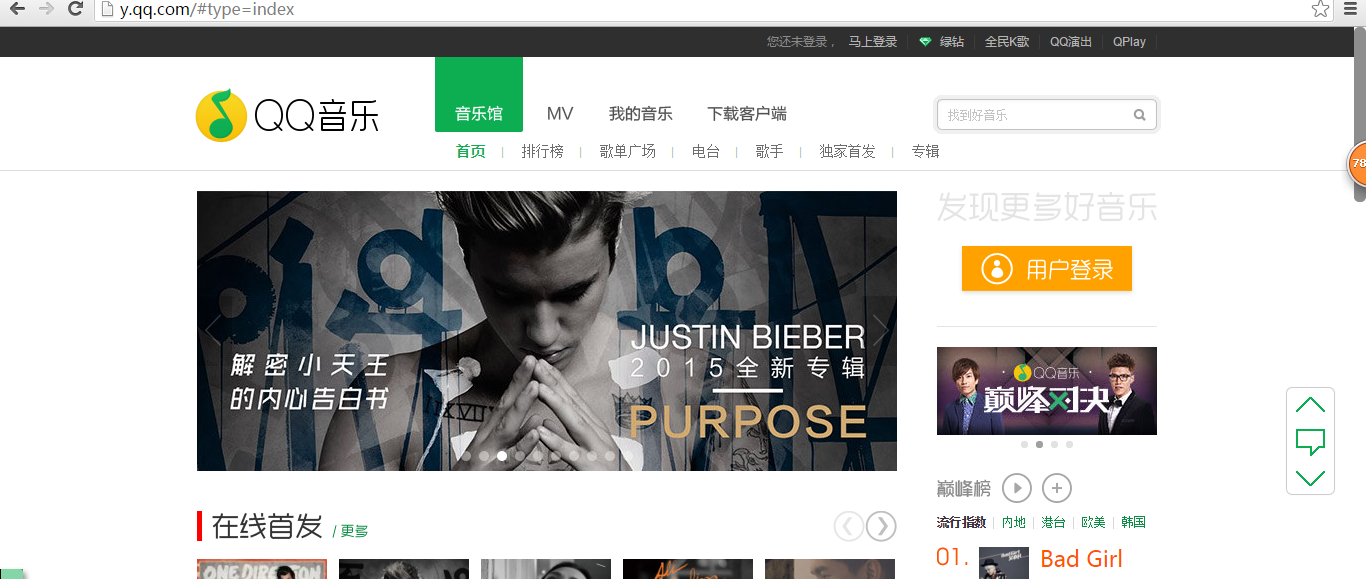 y.qq.com/#type=index
您还未登录， 马上登录 绿钻 全民K歌 QQ演出 QPlay
QQ音乐 音乐馆 MV 我的音乐 下载客户端 找到好音乐
首页 排行榜 歌单广场 电台 歌手 独家首发 专辑
78
发现更多好音乐
用户登录
解密小天王
的内心告白书
JUSTIN BIEBER
2015全新专辑
PURPOSE
QQ音乐
巅峰对决
巅峰榜
流行指数 内地 港台 欧美 韩国
01. Bad Girl
在线首发 / 更多
ONE DIRECTION